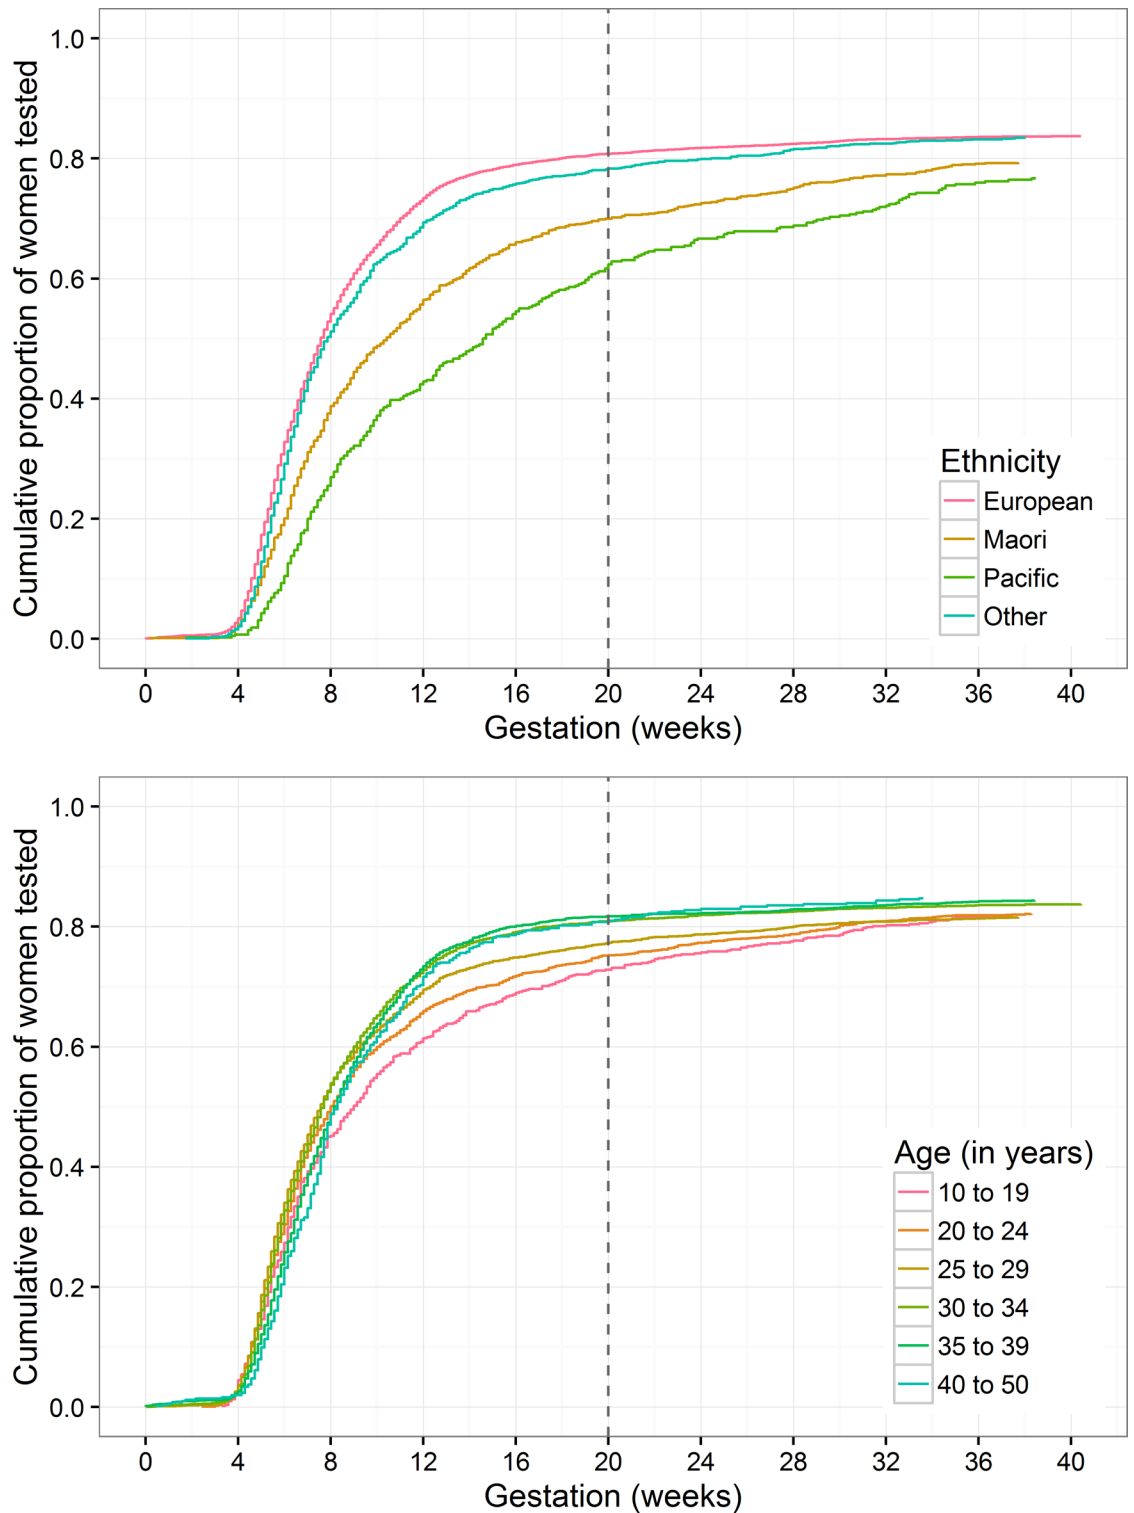 Cumulative proportion of women tested
1.0
0.8
0.6
0.4
0.2
0.0
Ethnicity
European
Maori
Pacific
Other
0 4 8 12 16 20 24 28 32 36 40
Gestation (weeks)
Cumulative proportion of women tested
1.0
0.8
0.6
0.4
0.2
0.0
Age (in years)
10 to 19
20 to 24
25 to 29
30 to 34
35 to 39
40 to 50
0 4 8 12 16 20 24 28 32 36 40
Gestation (weeks)